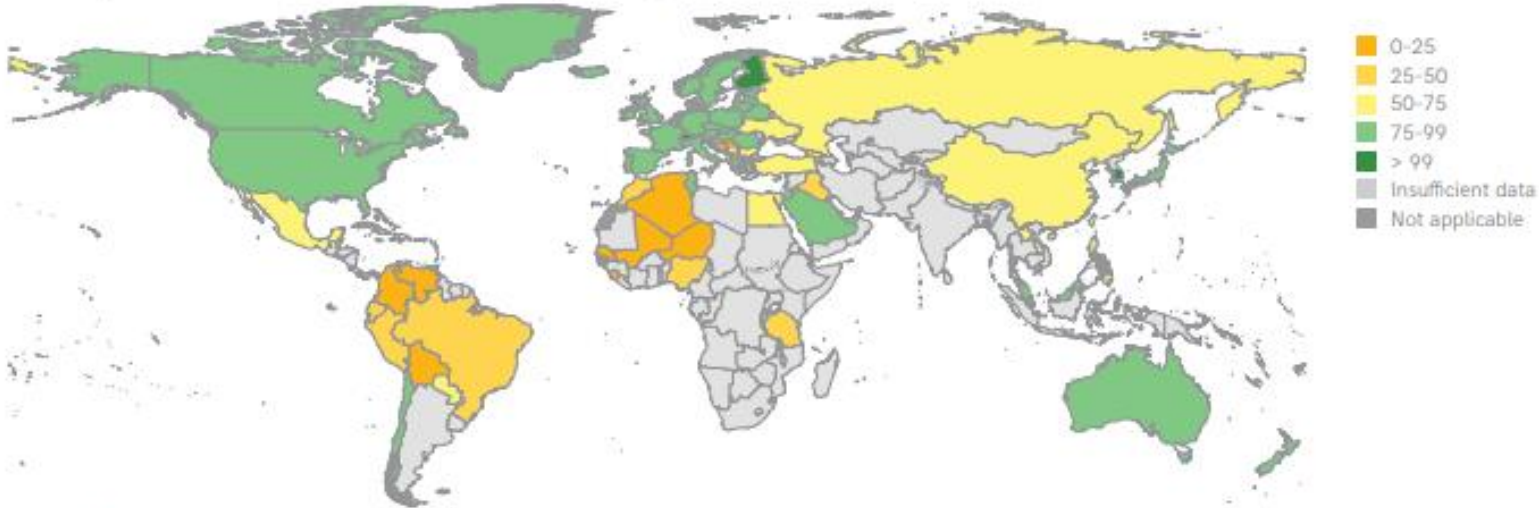 0-25
25-50
50-75
75-99
> 99
Insufficient data
Not applicable